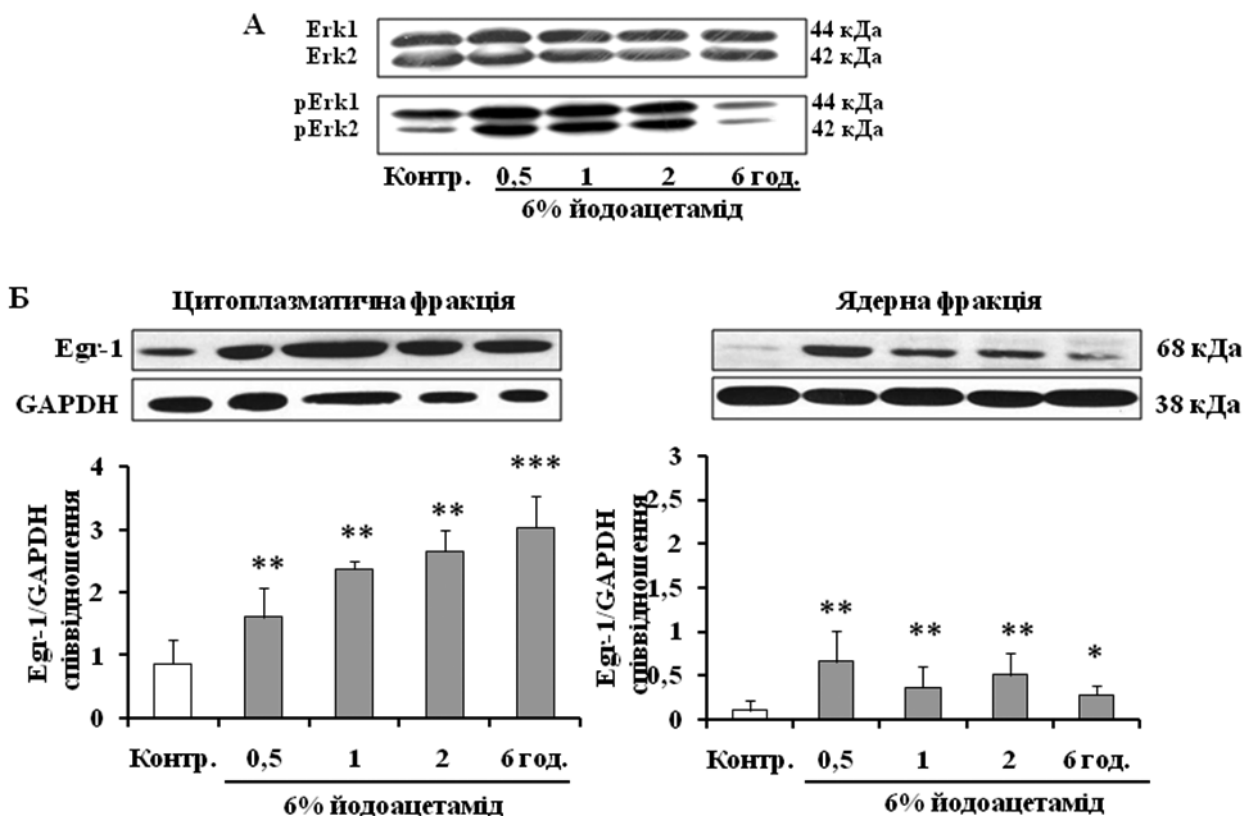 А
Erk1 44 кДа
Erk2 42 кДа
pErk1 44 кДа
pErk2 42 кДа
Контр. 0,5 1 2 6 год.
6% йодоацетамід
Б
Цитоплазматична фракція Ядерна фракція
Egr-1 68 кДа
GAPDH 38 кДа
Egr-1/GAPDH
співвідношення
4
3
2
1
0
** ** ** ***
Контр. 0,5 1 2 6 год.
6% йодоацетамід
Egr-1/GAPDH
співвідношення
3
2,5
2
1,5
1
0,5
0
** ** ** *
Контр. 0,5 1 2 6 год.
6% йодоацетамід